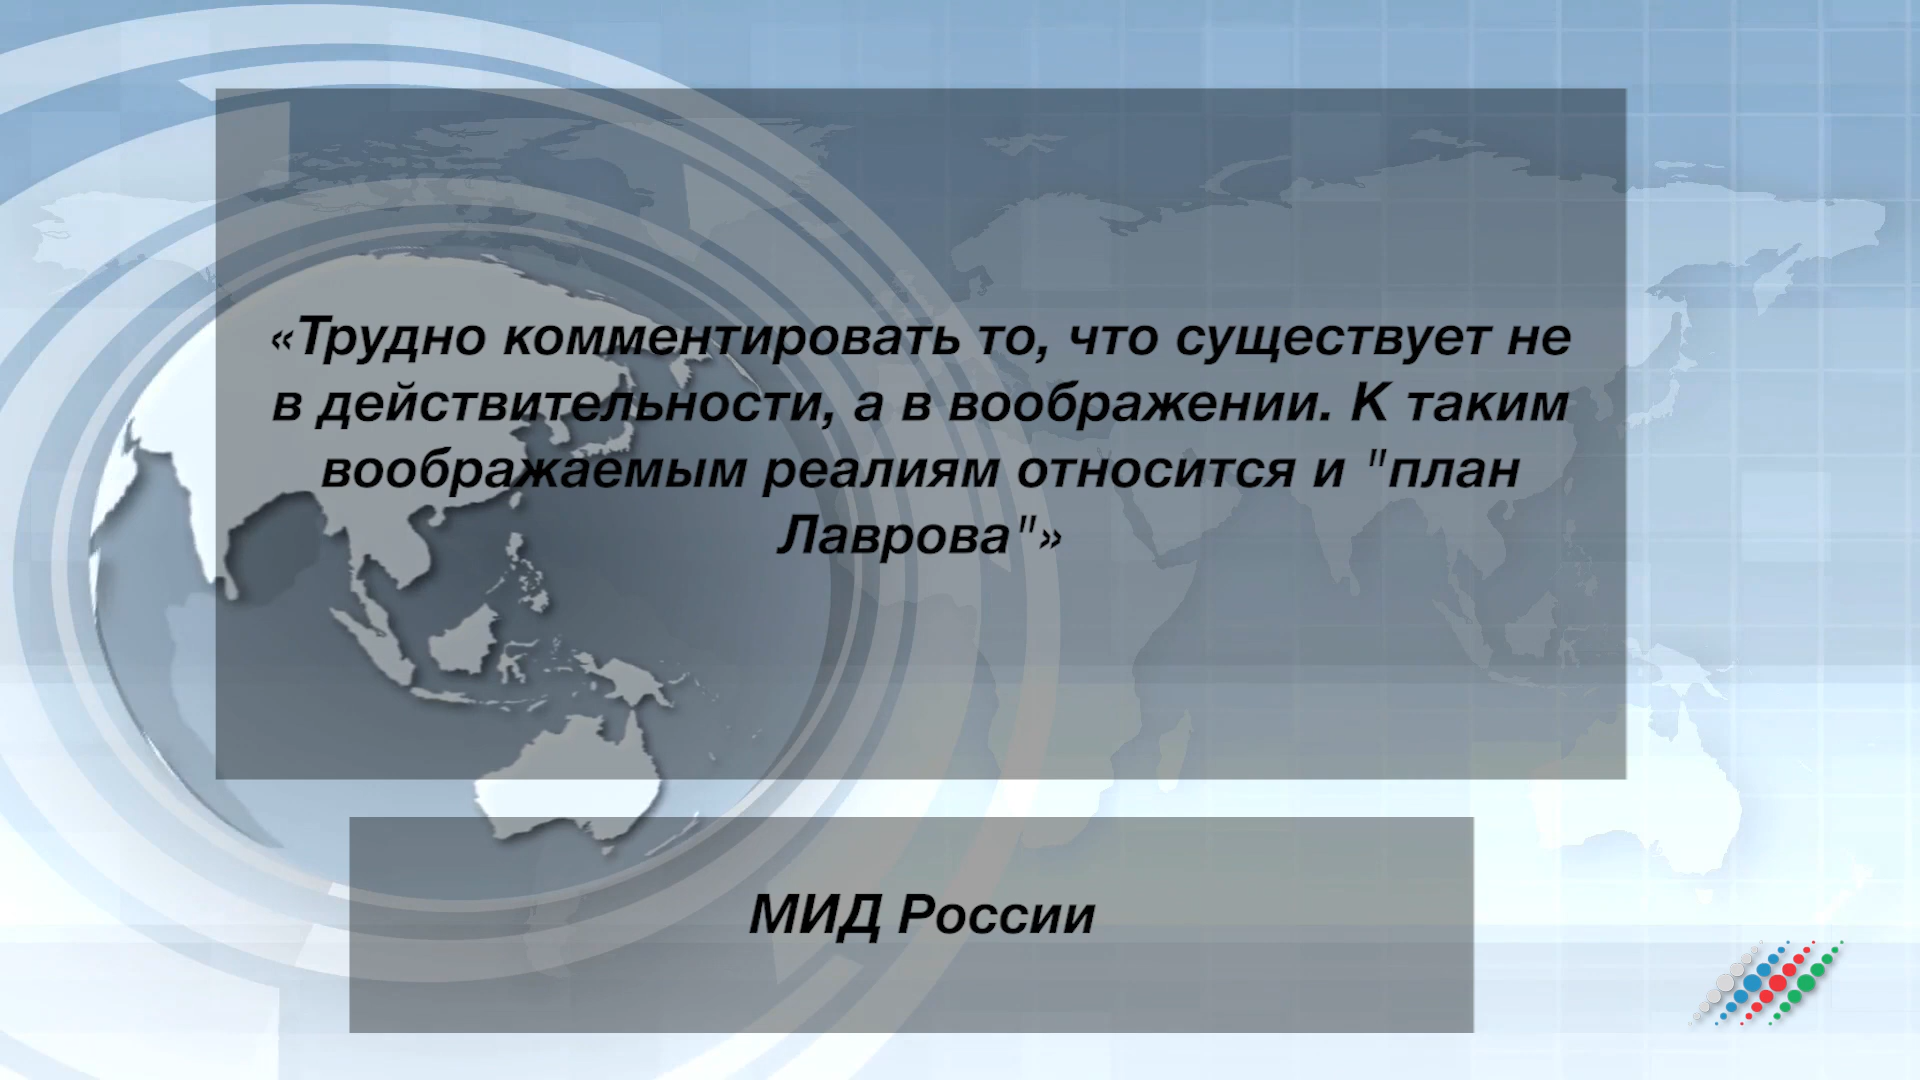 «Трудно комментировать то, что существует не
в действительности, а в воображении. К таким
воображаемым реалиям относится и "план
Лаврова"»
МИД России